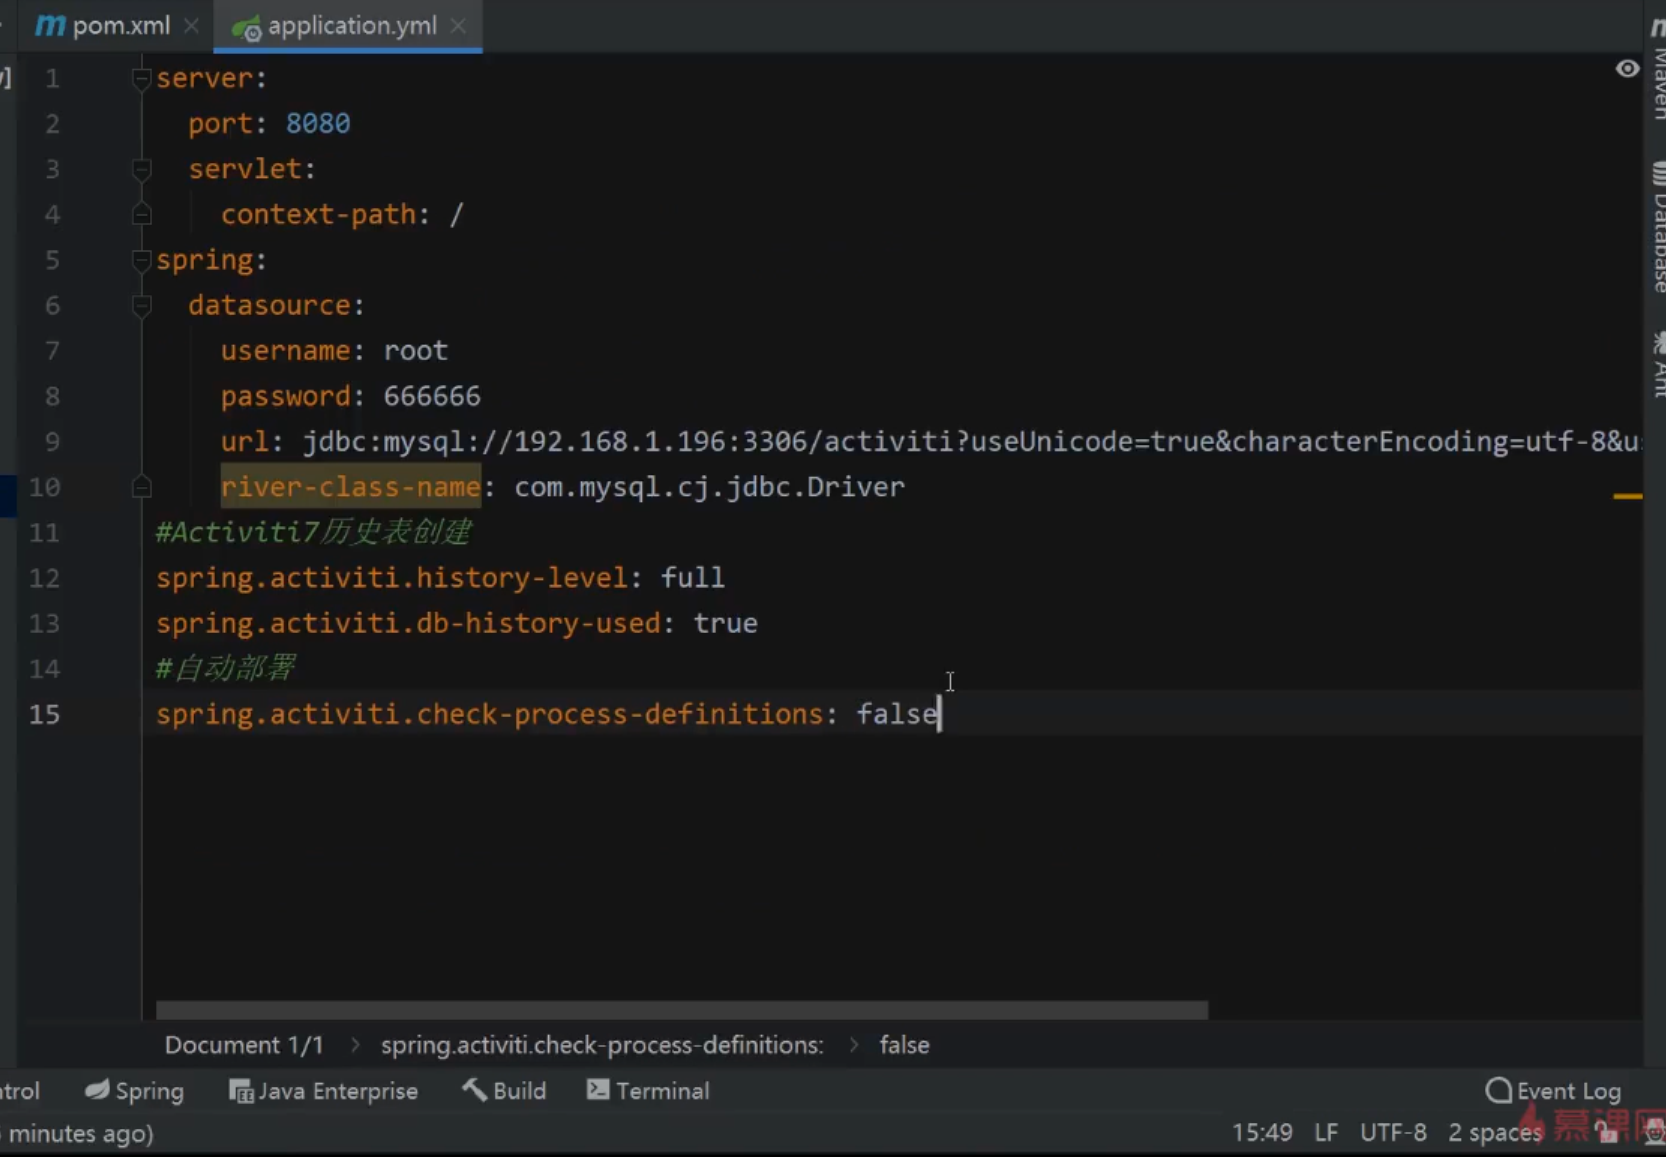 pom.xml
application.yml
1 server:
2 port: 8080
3 servlet:
4 context-path: /
5 spring:
6 datasource:
7 username: root
8 password: 666666
9 url: jdbc:mysql://192.168.1.196:3306/activiti?useUnicode=true&characterEncoding=utf-8&u
10 river-class-name: com.mysql.cj.jdbc.Driver
11 #Activiti7历史表创建
12 spring.activiti.history-level: full
13 spring.activiti.db-history-used: true
14 #自动部署
15 spring.activiti.check-process-definitions: false
Maven
Database
Ant
Document 1/1 > spring.activiti.check-process-definitions: > false
trol Spring Java Enterprise Build Terminal Event Log
minutes ago) 15:49 LF UTF-8 2 spaces
慕课网